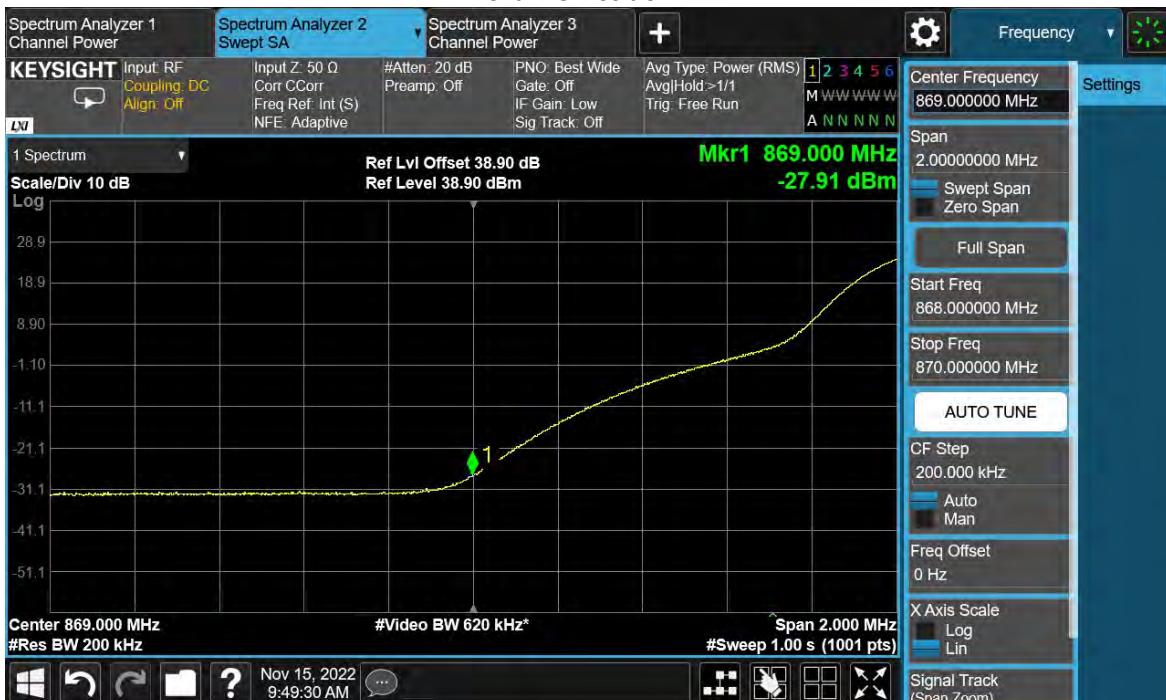 Spectrum Analyzer 1
Channel Power
Spectrum Analyzer 2
Swept SA
Spectrum Analyzer 3
Channel Power
+
Frequency
KEYSIGHT
LXI
Input: RF
Coupling: DC
Align: Off
Input Z: 50 Ω
Corr CCorr
Freq Ref: Int (S)
NFE: Adaptive
#Atten: 20 dB
Preamp: Off
PNO: Best Wide
Gate: Off
IF Gain: Low
Sig Track: Off
Avg Type: Power (RMS)
Avg|Hold:>1/1
Trig: Free Run
1 2 3 4 5 6
M W W W W W
A N N N N N
1 Spectrum
Scale/Div 10 dB
Ref Lvl Offset 38.90 dB
Ref Level 38.90 dBm
Mkr1 869.000 MHz
-27.91 dBm
Log
28.9
18.9
8.90
-1.10
-11.1
-21.1
-31.1
-41.1
-51.1
1
Center 869.000 MHz
#Res BW 200 kHz
#Video BW 620 kHz*
Span 2.000 MHz
#Sweep 1.00 s (1001 pts)
Center Frequency
869.000000 MHz
Span
2.00000000 MHz
Swept Span
Zero Span
Full Span
Start Freq
868.000000 MHz
Stop Freq
870.000000 MHz
AUTO TUNE
CF Step
200.000 kHz
Auto
Man
Freq Offset
0 Hz
X Axis Scale
Log
Lin
Signal Track
(Span Zoom)
Settings
?
Nov 15, 2022
9:49:30 AM